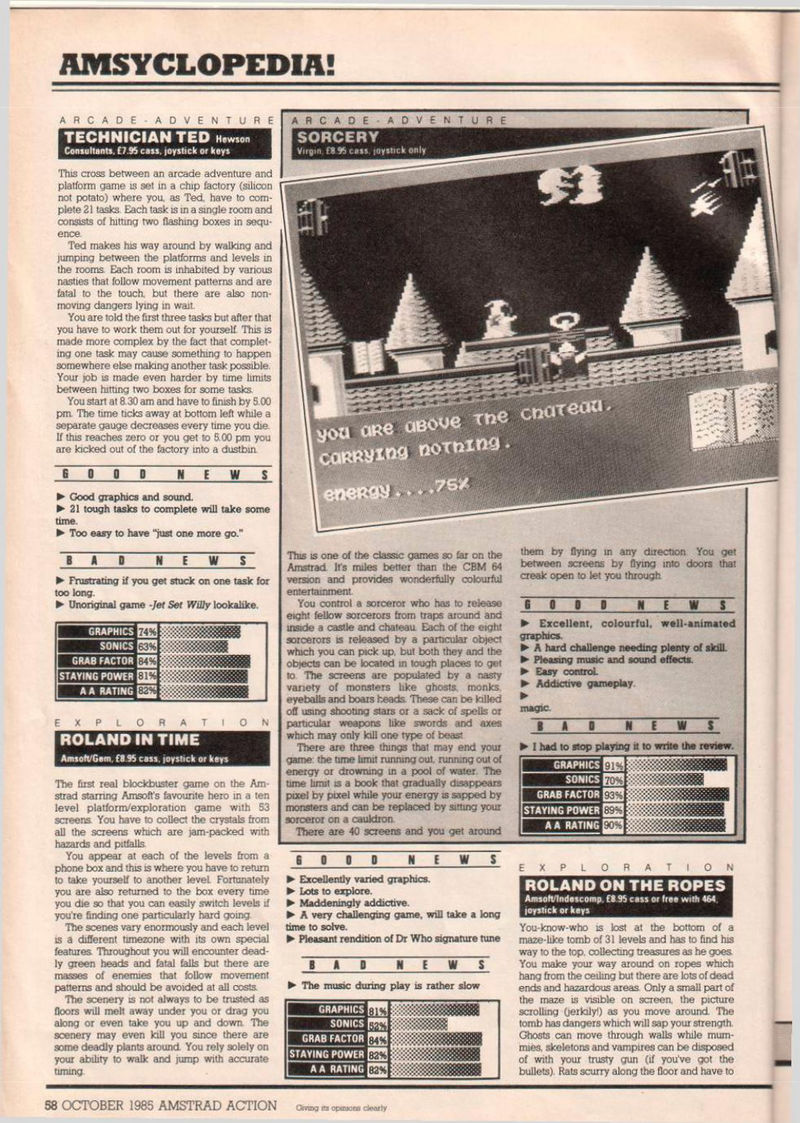 AMSYCLOPEDIA!
ARCADE-ADVENTURE
TECHNICIAN TED Hewson
Consultants, £7.95 cass, joystick or keys
This cross between an arcade adventure and
platform game is set in a chip factory (silicon
not potato) where you, as Ted, have to com-
plete 21 tasks. Each task is in a single room and
consists of hitting two flashing boxes in sequ-
ence.
Ted makes his way around by walking and
jumping between the platforms and levels in
the rooms. Each room is inhabited by various
nasties that follow movement patterns and are
fatal to the touch, but there are also non-
moving dangers lying in wait.
You are told the first three tasks but after that
you have to work them out for yourself. This is
made more complex by the fact that complet-
ing one task may cause something to happen
somewhere else making another task possible.
Your job is made even harder by time limits
between hitting two boxes for some tasks.
You start at 8.30 am and have to finish by 5.00
pm. The time ticks away at bottom left while a
separate gauge decreases every time you die.
If this reaches zero or you get to 5.00 pm you
are kicked out of the factory into a dustbin.
GOOD NEWS
► Good graphics and sound.
► 21 tough tasks to complete will take some
time.
► Too easy to have "just one more go."
BAD NEWS
► Frustrating if you get stuck on one task for
too long.
► Unoriginal game -Jet Set Willy lookalike.
GRAPHICS 74%
SONICS 63%
GRAB FACTOR 84%
STAYING POWER 81%
A A RATING 82%
EXPLORATION
ROLAND IN TIME
Amsoft/Gem, £8.95 cass, joystick or keys
The first real blockbuster game on the Am-
strad starring Amsoft's favourite hero in a ten
level platform/exploration game with 53
screens. You have to collect the crystals from
all the screens which are jam-packed with
hazards and pitfalls.
You appear at each of the levels from a
phone box and this is where you have to return
to take yourself to another level. Fortunately
you are also returned to the box every time
you die so that you can easily switch levels if
you're finding one particularly hard going.
The scenes vary enormously and each level
is a different timezone with its own special
features. Throughout you will encounter dead-
ly green heads and fatal falls but there are
masses of enemies that follow movement
patterns and should be avoided at all costs.
The scenery is not always to be trusted as
floors will melt away under you or drag you
along or even take you up and down. The
scenery may even kill you since there are
some deadly plants around. You rely solely on
your ability to walk and jump with accurate
timing.
ARCADE-ADVENTURE
SORCERY
Virgin, £8.95 cass, joystick only
you are above the chateau.
carrying nothing.
energy....75%
This is one of the classic games so far on the
Amstrad. It's miles better than the CBM 64
version and provides wonderfully colourful
entertainment.
You control a sorceror who has to release
eight fellow sorcerors from traps around and
inside a castle and chateau. Each of the eight
sorcerors is released by a particular object
which you can pick up, but both they and the
objects can be located in tough places to get
to. The screens are populated by a nasty
variety of monsters like ghosts, monks,
eyeballs and boars heads. These can be killed
off using shooting stars or a sack of spells or
particular weapons like swords and axes
which may only kill one type of beast.
There are three things that may end your
game: the time limit running out, running out of
energy or drowning in a pool of water. The
time limit is a book that gradually disappears
pixel by pixel while your energy is sapped by
monsters and can be replaced by sitting your
sorceror on a cauldron.
There are 40 screens and you get around
them by flying in any direction. You get
between screens by flying into doors that
creak open to let you through.
GOOD NEWS
► Excellent, colourful, well-animated
graphics.
► A hard challenge needing plenty of skill.
► Pleasing music and sound effects.
► Easy control.
► Addictive gameplay.
►
magic.
BAD NEWS
► I had to stop playing it to write the review.
GRAPHICS 91%
SONICS 70%
GRAB FACTOR 93%
STAYING POWER 89%
A A RATING 90%
GOOD NEWS
► Excellently varied graphics.
► Lots to explore.
► Maddeningly addictive.
► A very challenging game, will take a long
time to solve.
► Pleasant rendition of Dr Who signature tune
BAD NEWS
► The music during play is rather slow
GRAPHICS 81%
SONICS 52%
GRAB FACTOR 84%
STAYING POWER 82%
A A RATING 82%
EXPLORATION
ROLAND ON THE ROPES
Amsoft/Indescomp, £8.95 cass or free with 464,
joystick or keys
You-know-who is lost at the bottom of a
maze-like tomb of 31 levels and has to find his
way to the top, collecting treasures as he goes.
You make your way around on ropes which
hang from the ceiling but there are lots of dead
ends and hazardous areas. Only a small part of
the maze is visible on screen, the picture
scrolling (jerkily!) as you move around. The
tomb has dangers which will sap your strength.
Ghosts can move through walls while mum-
mies, skeletons and vampires can be disposed
of with your trusty gun (if you've got the
bullets). Rats scurry along the floor and have to
58 OCTOBER 1985 AMSTRAD ACTION Giving its opinions clearly